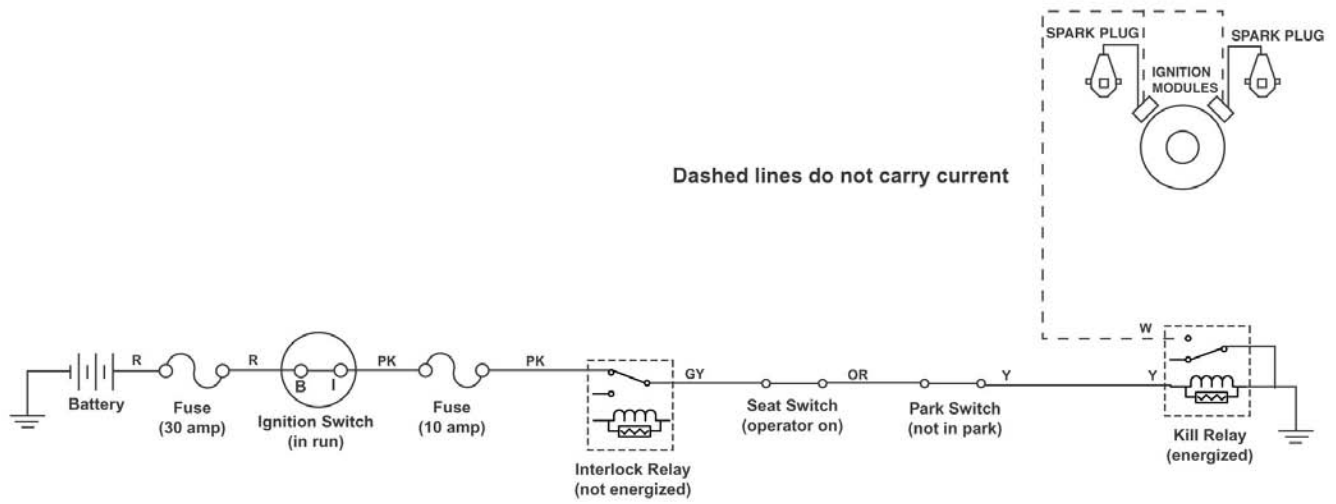 SPARK PLUG
SPARK PLUG
IGNITION
MODULES
Dashed lines do not carry current
W
R
R
PK
PK
GY
OR
Y
Y
B
I
Battery
Fuse
(30 amp)
Ignition Switch
(in run)
Fuse
(10 amp)
Interlock Relay
(not energized)
Seat Switch
(operator on)
Park Switch
(not in park)
Kill Relay
(energized)